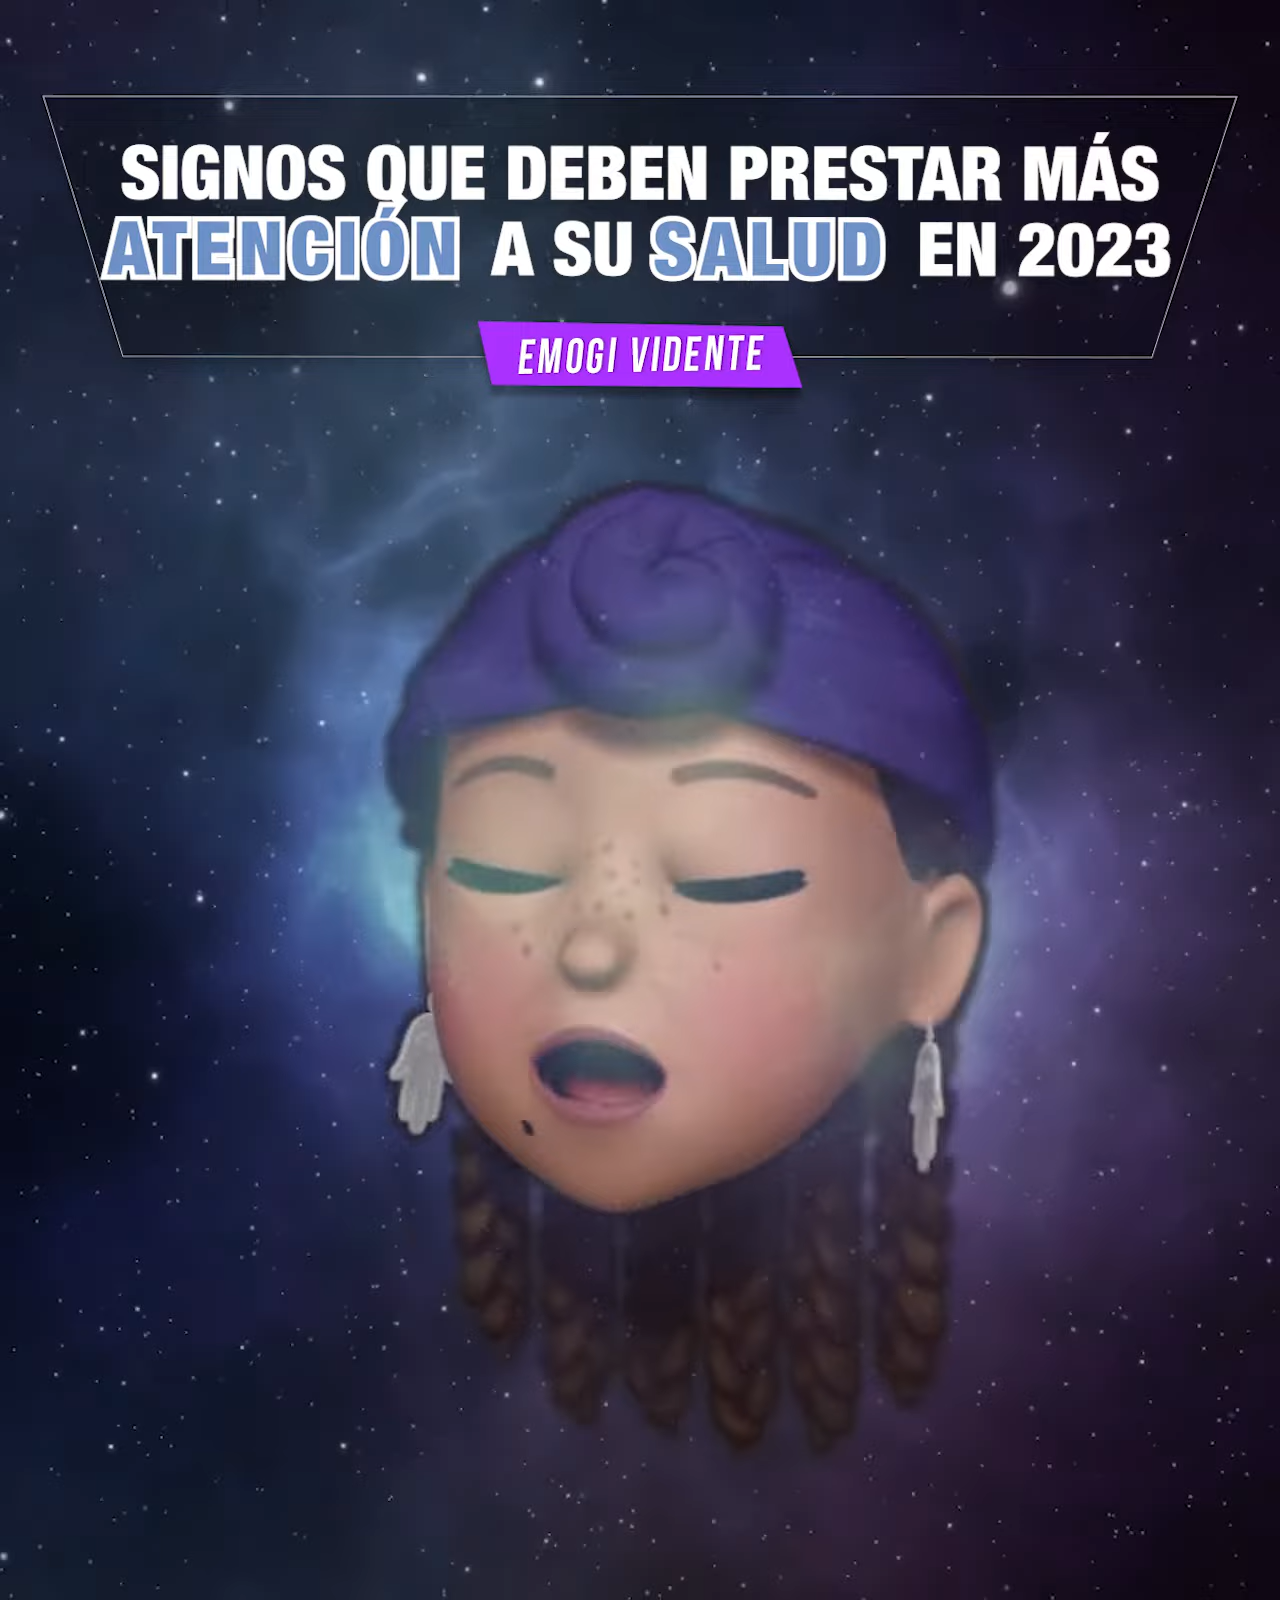 SIGNOS QUE DEBEN PRESTAR MÁS
ATENCIÓN A SU SALUD EN 2023
EMOGI VIDENTE